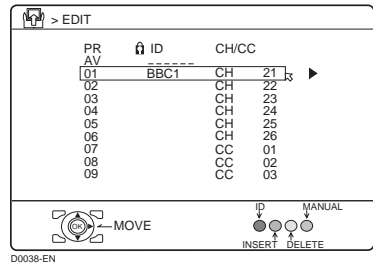 > EDIT
PR ID CH/CC
AV ------
01 BBC1 CH 21
02 CH 22
03 CH 23
04 CH 24
05 CH 25
06 CH 26
07 CC 01
08 CC 02
09 CC 03
ID MANUAL
OK MOVE
INSERT DELETE
D0038-EN